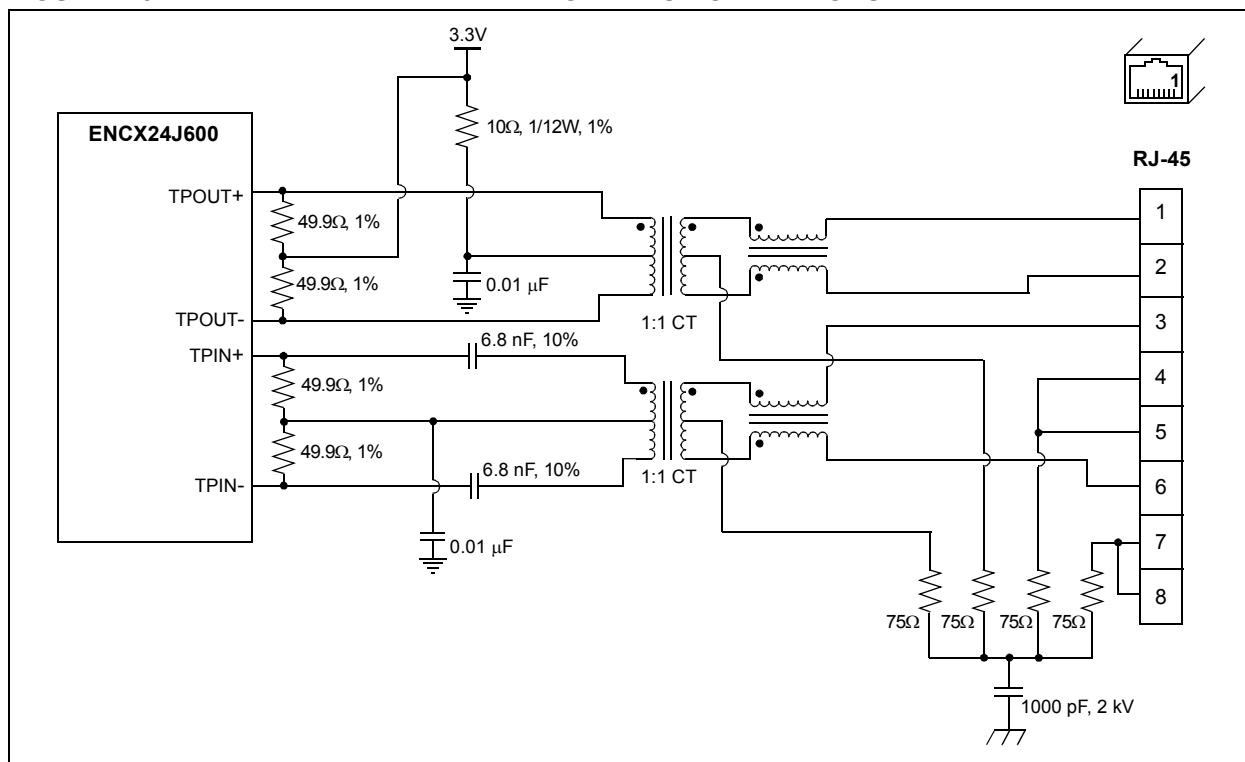 3.3V
1
ENCX24J600
10Ω, 1/12W, 1%
RJ-45
TPOUT+
49.9Ω, 1%
1
49.9Ω, 1%
0.01 μF
2
TPOUT-
1:1 CT
3
TPIN+
6.8 nF, 10%
49.9Ω, 1%
4
49.9Ω, 1%
5
6.8 nF, 10%
1:1 CT
TPIN-
6
0.01 μF
7
8
75Ω
75Ω
75Ω
75Ω
1000 pF, 2 kV